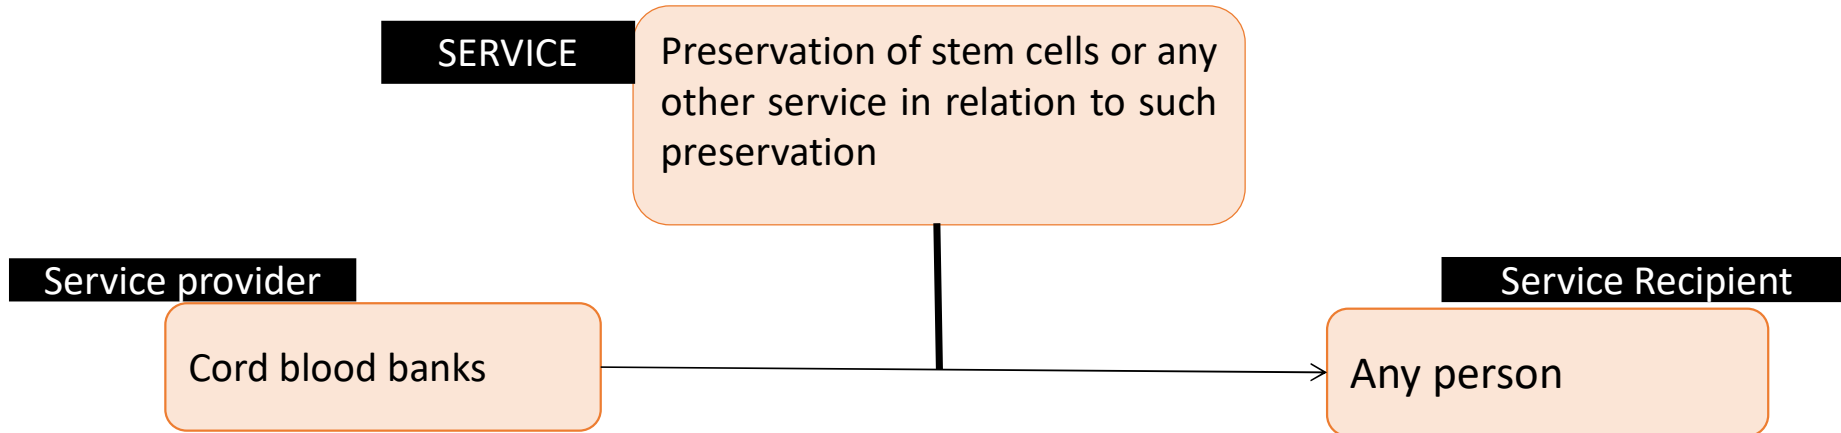 SERVICE
Preservation of stem cells or any
other service in relation to such
preservation
Service provider
Service Recipient
Cord blood banks
Any person